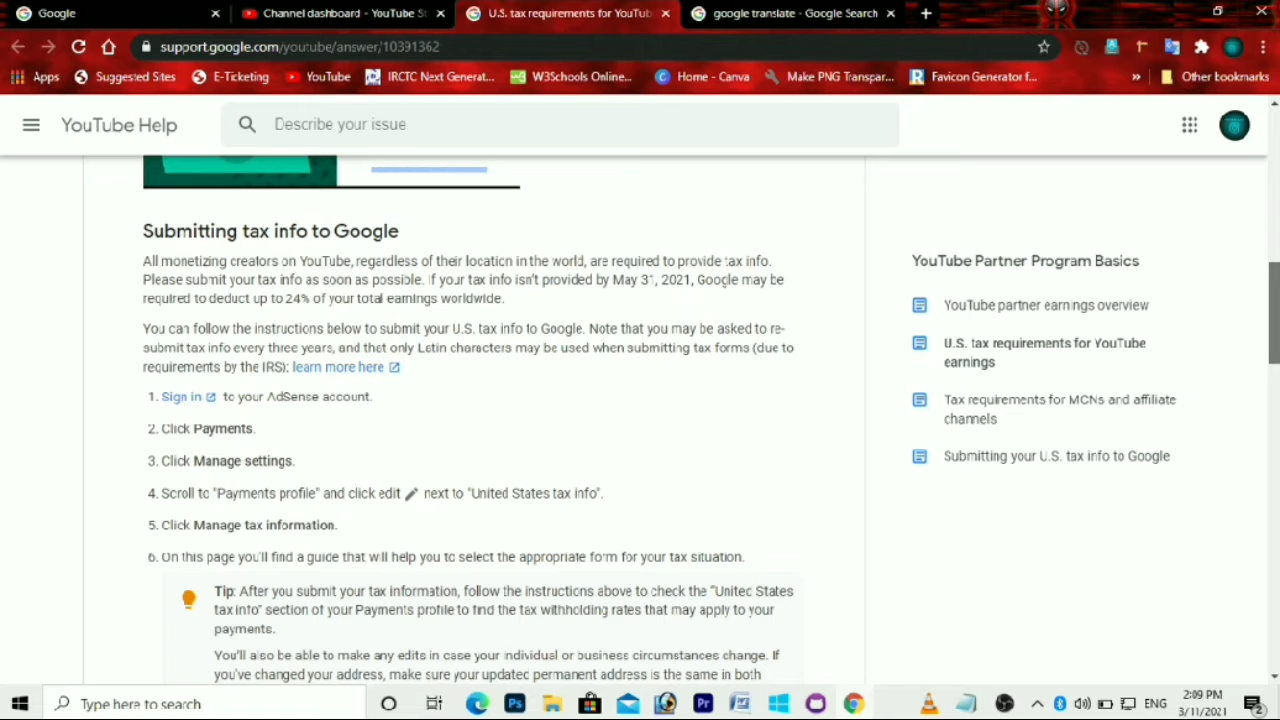 Google
Channel dashboard - YouTube St
U.S. tax requirements for YouTub
google translate - Google Search
support.google.com/youtube/answer/10391362
Apps
Suggested Sites
E-Ticketing
YouTube
IRCTC Next Generat...
W3Schools Online...
Home - Canva
Make PNG Transpar...
Favicon Generator f...
»
Other bookmarks
YouTube Help
Describe your issue
Submitting tax info to Google
All monetizing creators on YouTube, regardless of their location in the world, are required to provide tax info.
Please submit your tax info as soon as possible. If your tax info isn't provided by May 31, 2021, Google may be
required to deduct up to 24% of your total earnings worldwide.
You can follow the instructions below to submit your U.S. tax info to Google. Note that you may be asked to re-
submit tax info every three years, and that only Latin characters may be used when submitting tax forms (due to
requirements by the IRS): learn more here
1. Sign in to your AdSense account.
2. Click Payments.
3. Click Manage settings.
4. Scroll to "Payments profile" and click edit next to "United States tax info".
5. Click Manage tax information.
6. On this page you'll find a guide that will help you to select the appropriate form for your tax situation.
Tip: After you submit your tax information, follow the instructions above to check the "United States
tax info" section of your Payments profile to find the tax withholding rates that may apply to your
payments.
You'll also be able to make any edits in case your individual or business circumstances change. If
you've changed your address, make sure your updated permanent address is the same in both
YouTube Partner Program Basics
YouTube partner earnings overview
U.S. tax requirements for YouTube
earnings
Tax requirements for MCNs and affiliate
channels
Submitting your U.S. tax info to Google
Type here to search
Ps
Pr
ENG
2:09 PM
3/11/2021
2